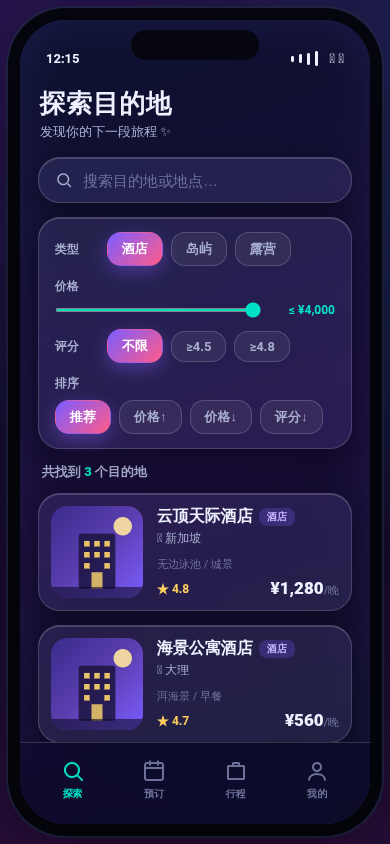 12:15
探索目的地
发现你的下一段旅程 ✨
搜索目的地或地点…
类型 酒店 岛屿 露营
价格
≤ ¥4,000
评分 不限 ≥4.5 ≥4.8
排序
推荐 价格↑ 价格↓ 评分↓
共找到 3 个目的地
云顶天际酒店 酒店
新加坡
无边泳池 / 城景
★ 4.8 ¥1,280/晚
海景公寓酒店 酒店
大理
洱海景 / 早餐
★ 4.7 ¥560/晚
探索 预订 行程 我的